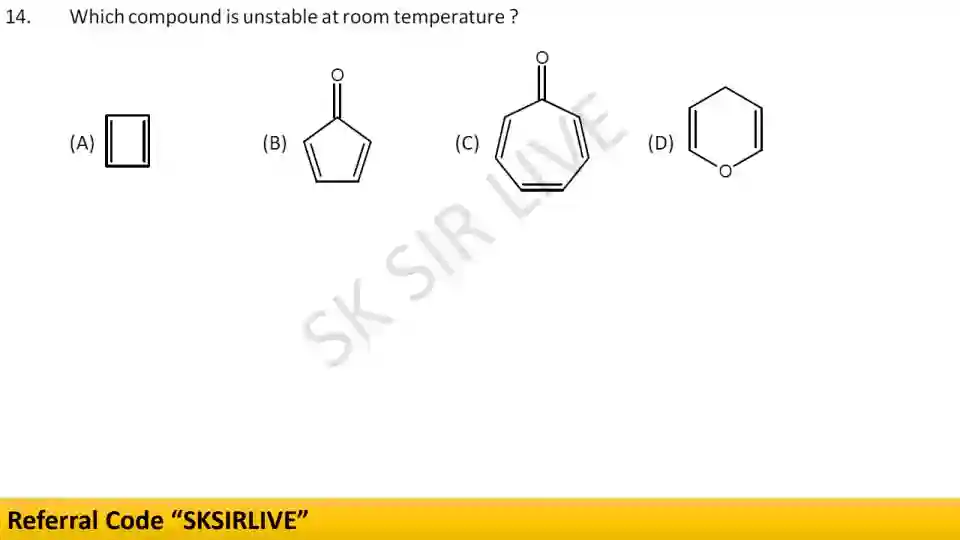 14. Which compound is unstable at room temperature ?
O
O
(A) (B) (C) (D)
O
SK SIR LIVE
Referral Code “SKSIRLIVE”